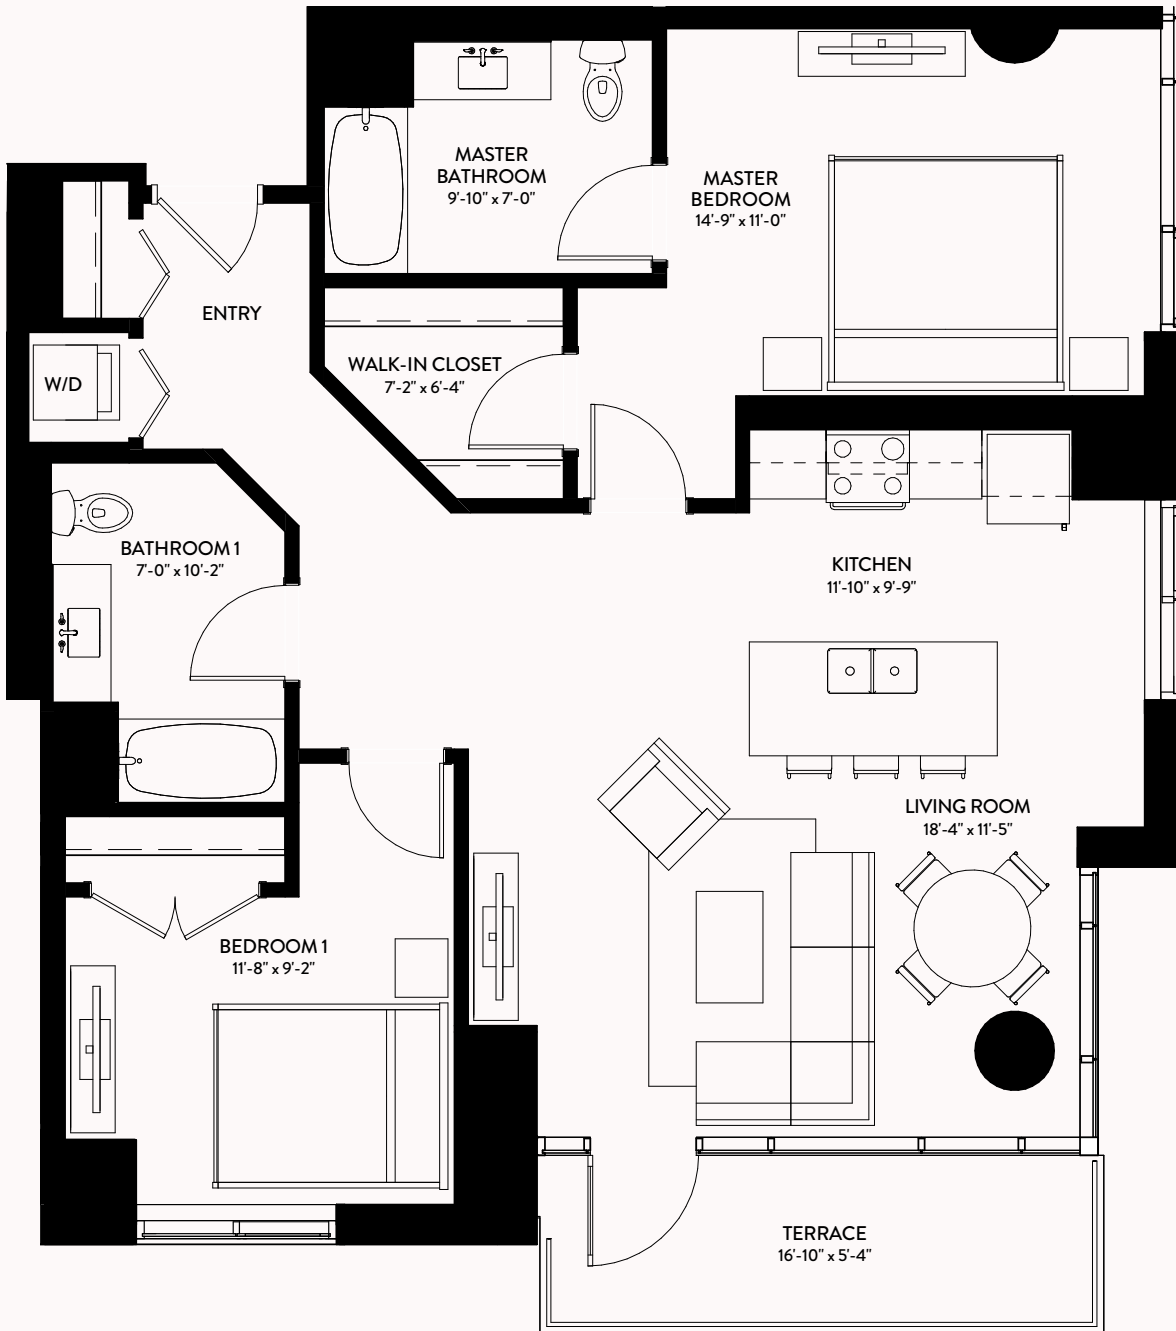 MASTER
BATHROOM
9'-10" x 7'-0"
MASTER
BEDROOM
14'-9" x 11'-0"
ENTRY
WALK-IN CLOSET
7'-2" x 6'-4"
W/D
BATHROOM 1
7'-0" x 10'-2"
KITCHEN
11'-10" x 9'-9"
LIVING ROOM
18'-4" x 11'-5"
BEDROOM 1
11'-8" x 9'-2"
TERRACE
16'-10" x 5'-4"